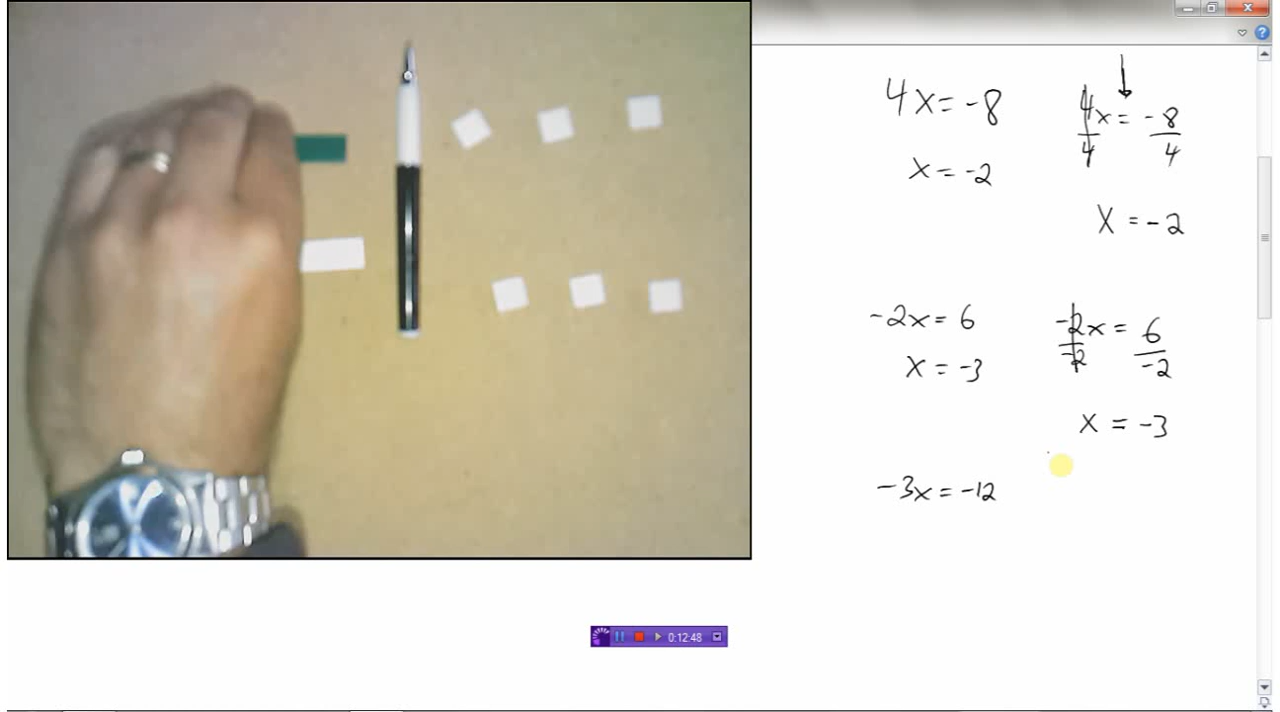 4x = -8
x = -2
4x = -8
4 4
x = -2
-2x = 6
x = -3
-2x = 6
-2 -2
x = -3
-3x = -12
0:12:48